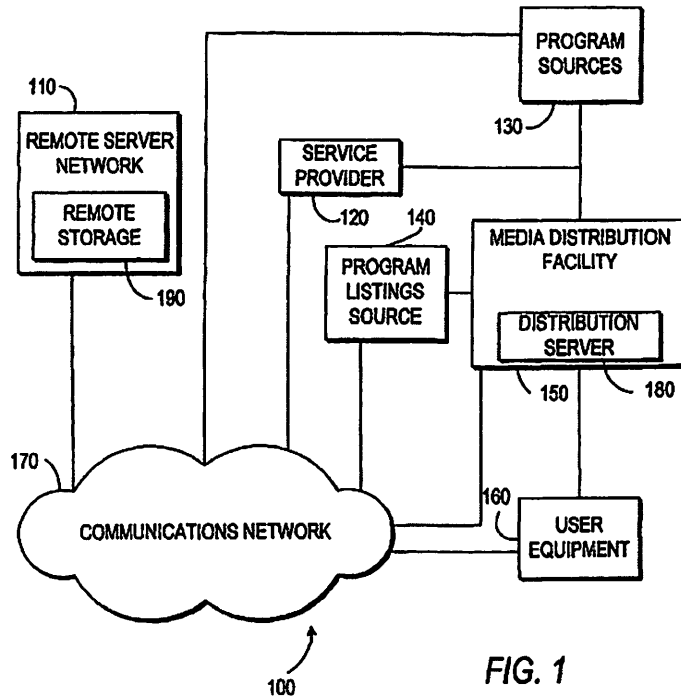 110
REMOTE SERVER
NETWORK
REMOTE
STORAGE
190
PROGRAM
SOURCES
130
SERVICE
PROVIDER
120
140
PROGRAM
LISTINGS
SOURCE
MEDIA DISTRIBUTION
FACILITY
DISTRIBUTION
SERVER
150
180
170
COMMUNICATIONS NETWORK
160
USER
EQUIPMENT
100
FIG. 1